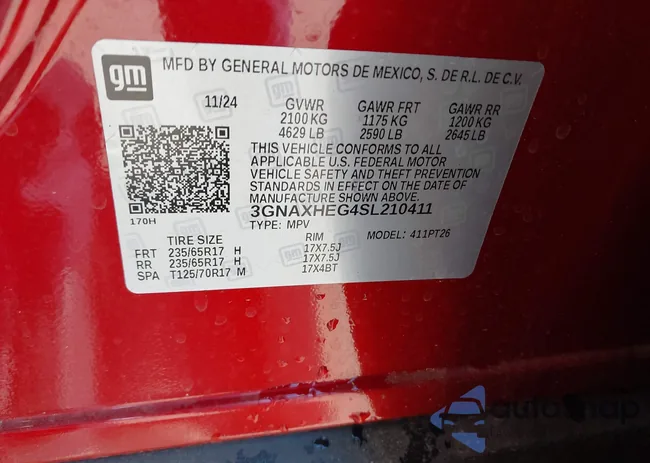 gm
MFD BY GENERAL MOTORS DE MEXICO, S. DE R.L. DE C.V.
11/24 GVWR GAWR FRT GAWR RR
2100 KG 1175 KG 1200 KG
4629 LB 2590 LB 2645 LB
THIS VEHICLE CONFORMS TO ALL
APPLICABLE U.S. FEDERAL MOTOR
VEHICLE SAFETY AND THEFT PREVENTION
STANDARDS IN EFFECT ON THE DATE OF
3GNAXHEG4SL210411
170H TYPE: MPV MODEL: 411PT26
TIRE SIZE RIM
FRT 235/65R17 H 17X7.5J
RR 235/65R17 H 17X7.5J
SPA T125/70R17 M 17X4BT